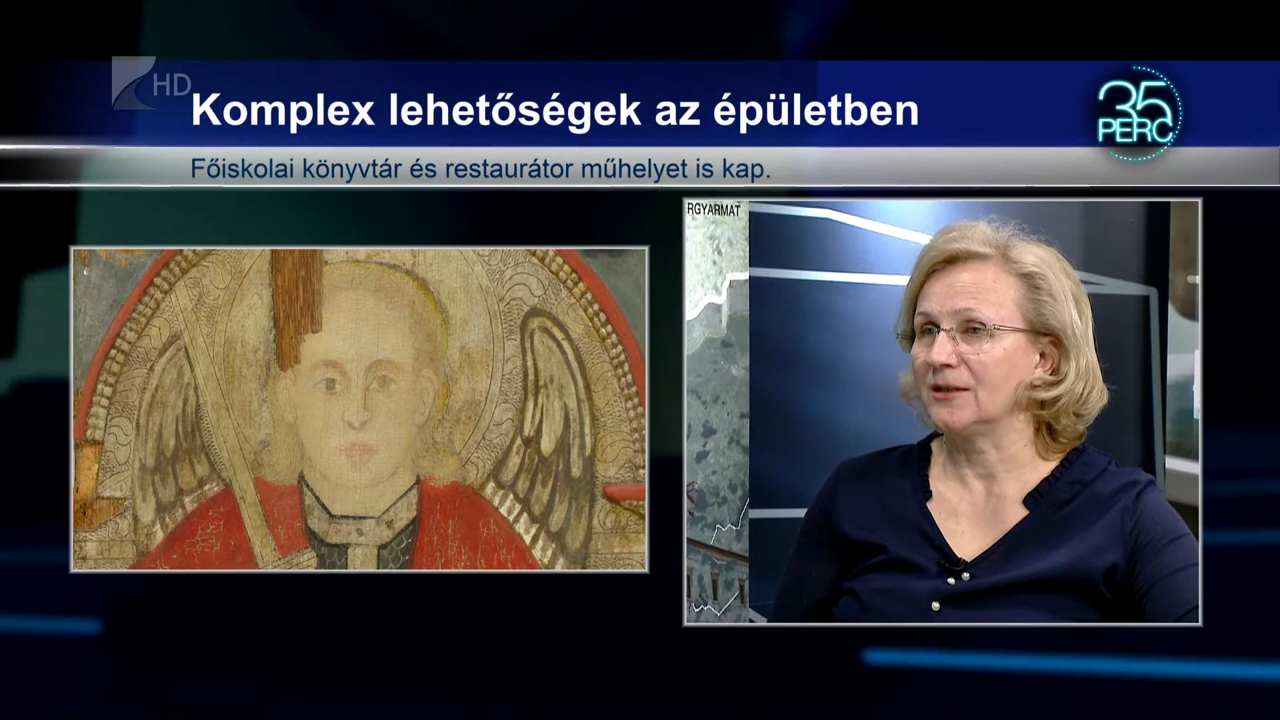 HD
Komplex lehetőségek az épületben
35
PERC
Főiskolai könyvtár és restaurátor műhelyet is kap.
RGYARMAT